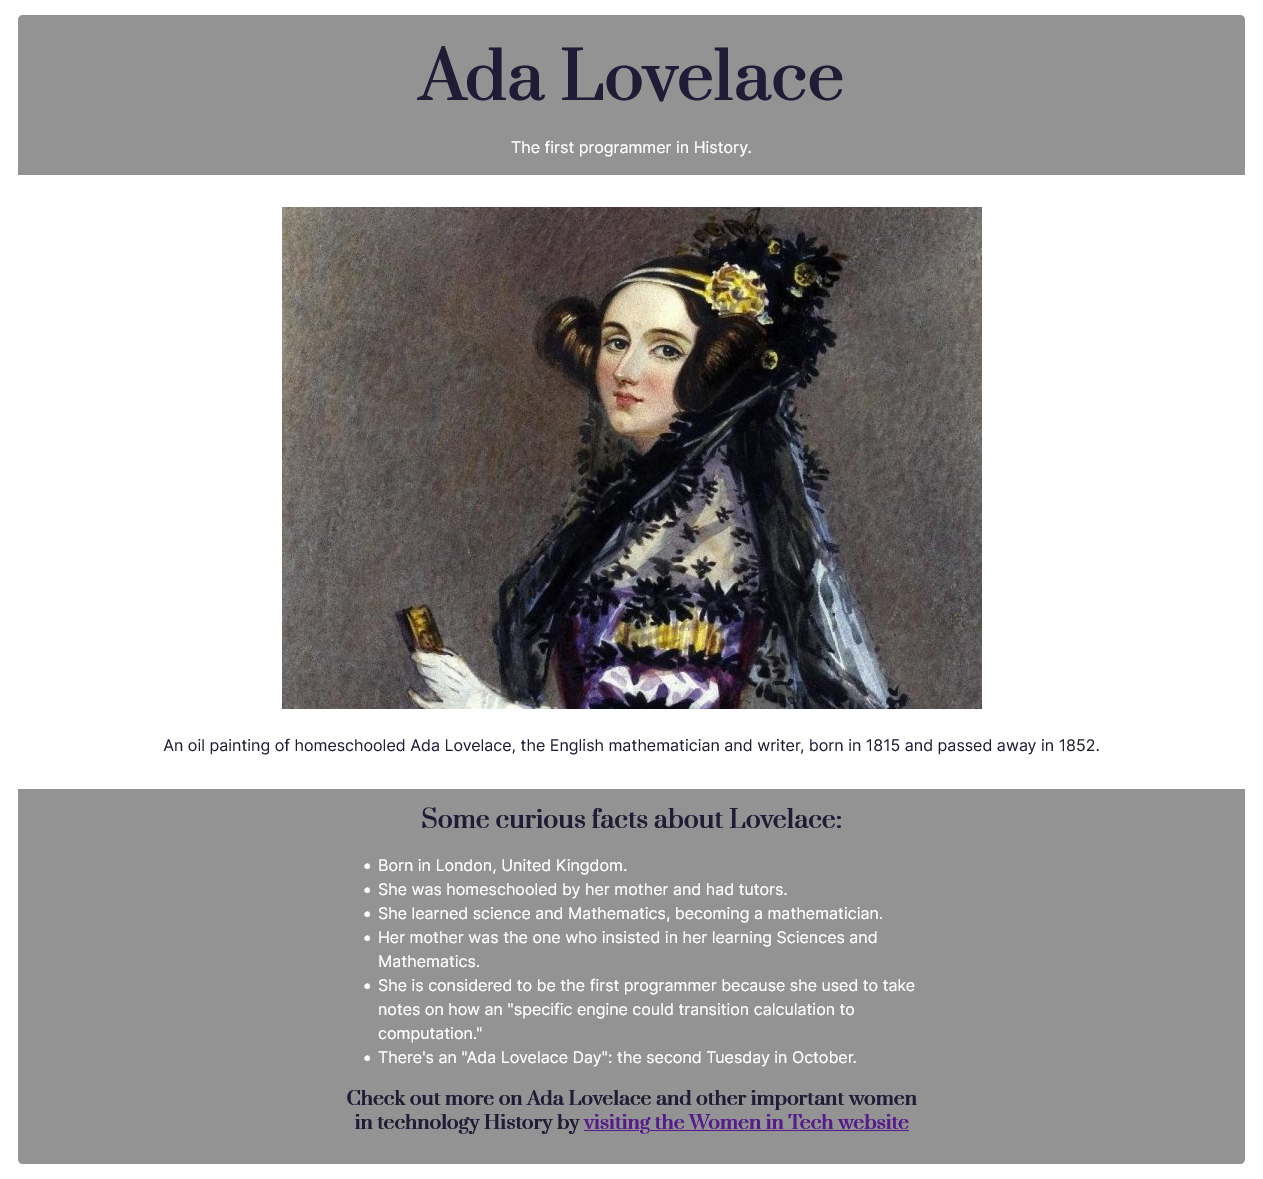 Ada Lovelace
The first programmer in History.
An oil painting of homeschooled Ada Lovelace, the English mathematician and writer, born in 1815 and passed away in 1852.
Some curious facts about Lovelace:
• Born in London, United Kingdom.
• She was homeschooled by her mother and had tutors.
• She learned science and Mathematics, becoming a mathematician.
• Her mother was the one who insisted in her learning Sciences and
Mathematics.
• She is considered to be the first programmer because she used to take
notes on how an "specific engine could transition calculation to
computation."
• There's an "Ada Lovelace Day": the second Tuesday in October.
Check out more on Ada Lovelace and other important women
in technology History by visiting the Women in Tech website